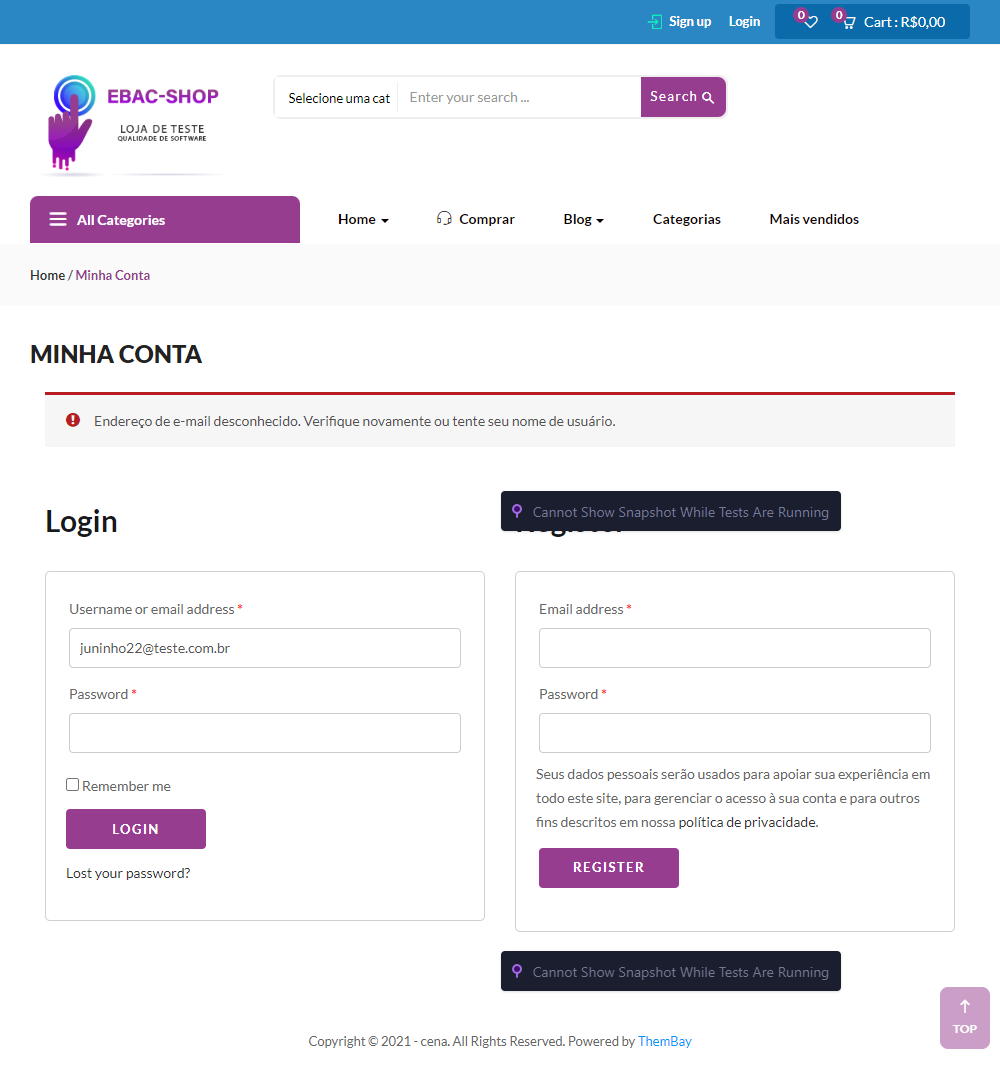 Sign up Login 0 0 Cart : R$0,00
EBAC-SHOP
LOJA DE TESTE
QUALIDADE DE SOFTWARE
Selecione uma cat Enter your search ... Search
All Categories Home Comprar Blog Categorias Mais vendidos
Home / Minha Conta
MINHA CONTA
Endereço de e-mail desconhecido. Verifique novamente ou tente seu nome de usuário.
Cannot Show Snapshot While Tests Are Running
Login
Username or email address *
juninho22@teste.com.br
Password *
Remember me
LOGIN
Lost your password?
Register
Email address *
Password *
Seus dados pessoais serão usados para apoiar sua experiência em
todo este site, para gerenciar o acesso à sua conta e para outros
fins descritos em nossa política de privacidade.
REGISTER
Cannot Show Snapshot While Tests Are Running
TOP
Copyright © 2021 - cena. All Rights Reserved. Powered by ThemBay